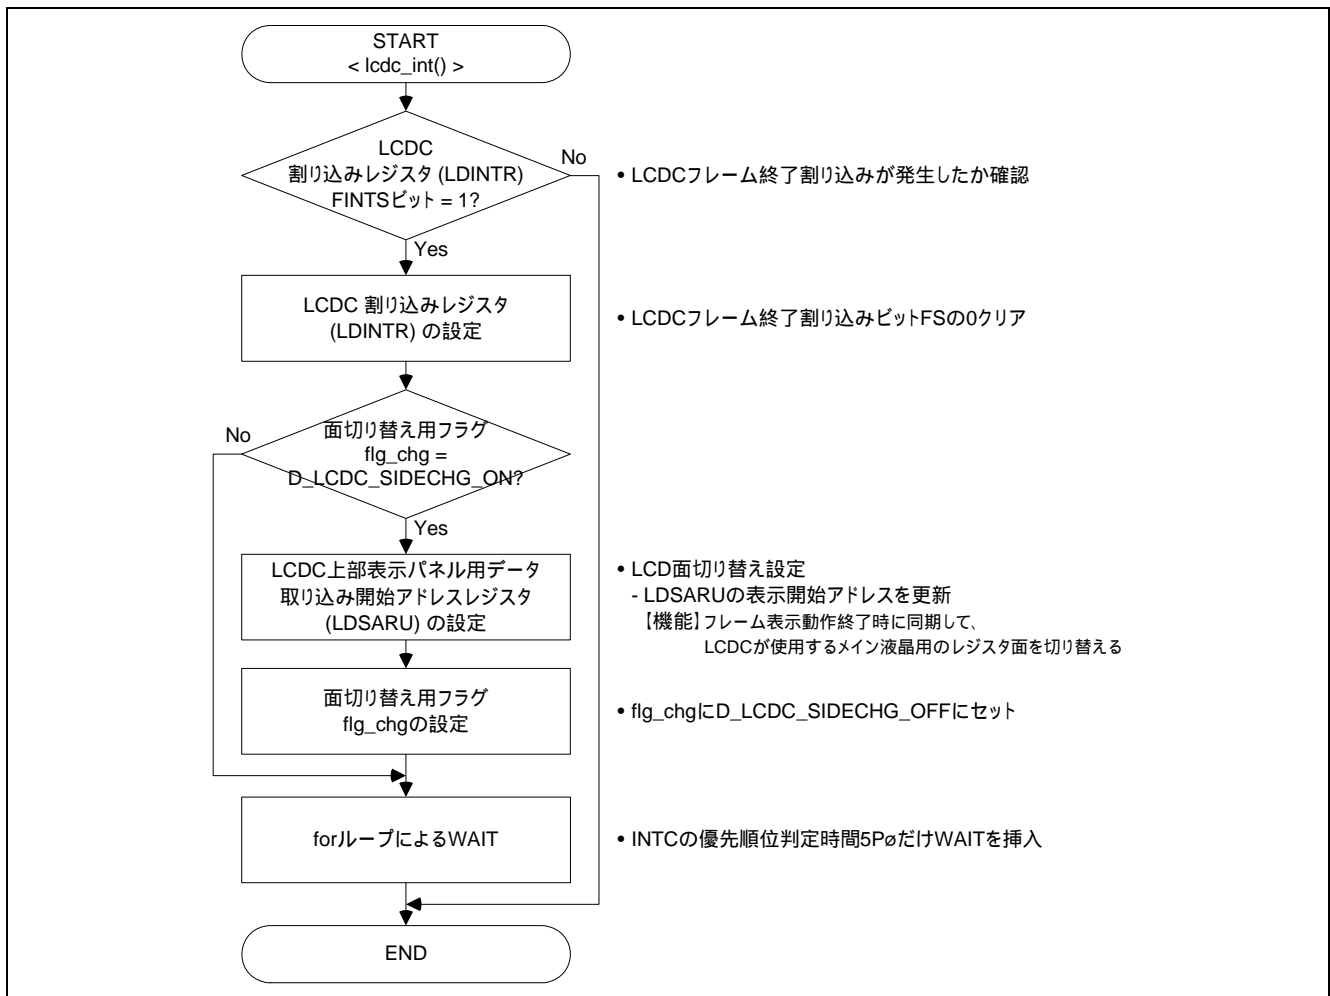 START
< lcdc_int() >
LCDC
割り込みレジスタ (LDINTR)
FINTSビット = 1?
No
• LCDCフレーム終了割り込みが発生したか確認
Yes
LCDC 割り込みレジスタ
(LDINTR) の設定
• LCDCフレーム終了割り込みビットFSの0クリア
No
面切り替え用フラグ
flg_chg =
D_LCDC_SIDECHG_ON?
Yes
LCDC上部表示パネル用データ
取り込み開始アドレスレジスタ
(LDSARU) の設定
• LCD面切り替え設定
- LDSARUの表示開始アドレスを更新
【機能】フレーム表示動作終了時に同期して、
LCDCが使用するメイン液晶用のレジスタ面を切り替える
面切り替え用フラグ
flg_chgの設定
• flg_chgにD_LCDC_SIDECHG_OFFにセット
forループによるWAIT
• INTCの優先順位判定時間5PøだけWAITを挿入
END